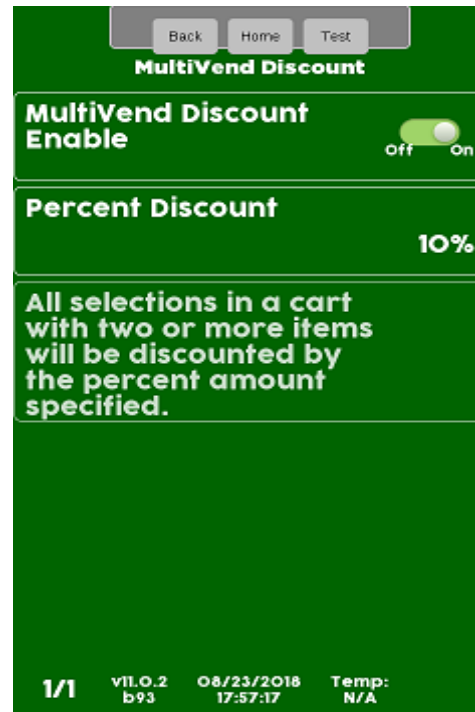 Back Home Test
MultiVend Discount
MultiVend Discount
Enable
Off On
Percent Discount
10%
All selections in a cart
with two or more items
will be discounted by
the percent amount
specified.
1/1 v11.0.2 08/23/2018 Temp:
b93 17:57:17 N/A